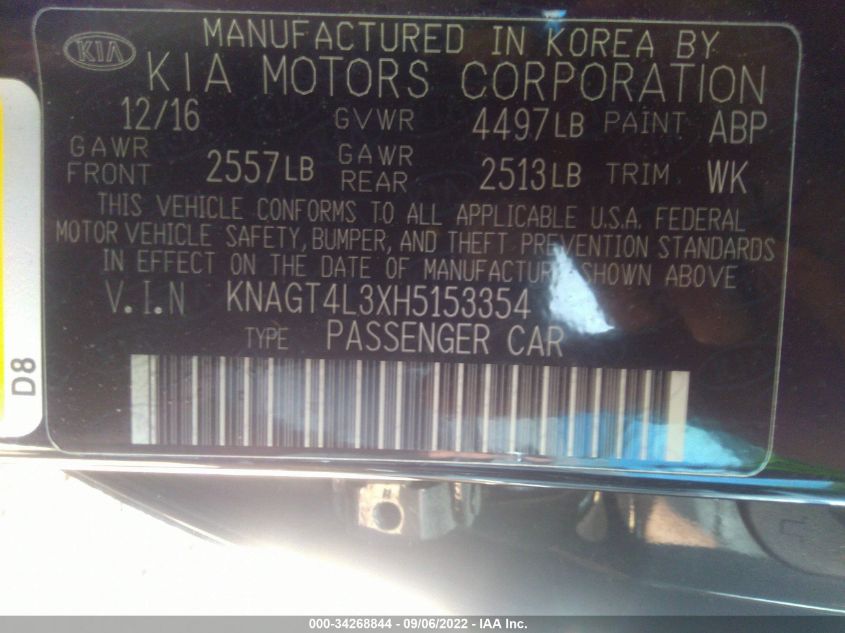 KIA
MANUFACTURED IN KOREA BY
KIA MOTORS CORPORATION
12/16 GVWR 4497LB PAINT ABP
GAWR FRONT 2557LB GAWR REAR 2513LB TRIM WK
THIS VEHICLE CONFORMS TO ALL APPLICABLE U.S.A. FEDERAL
MOTOR VEHICLE SAFETY, BUMPER, AND THEFT PREVENTION STANDARDS
IN EFFECT ON THE DATE OF MANUFACTURE SHOWN ABOVE
V.I.N KNAGT4L3XH5153354
TYPE PASSENGER CAR
D8
000-34268844 - 09/06/2022 - IAA Inc.